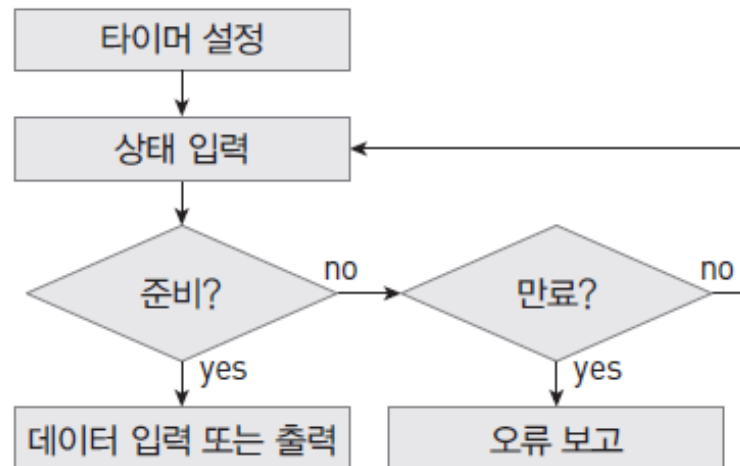 타이머 설정
상태 입력
준비?
no
만료?
no
yes
yes
데이터 입력 또는 출력
오류 보고